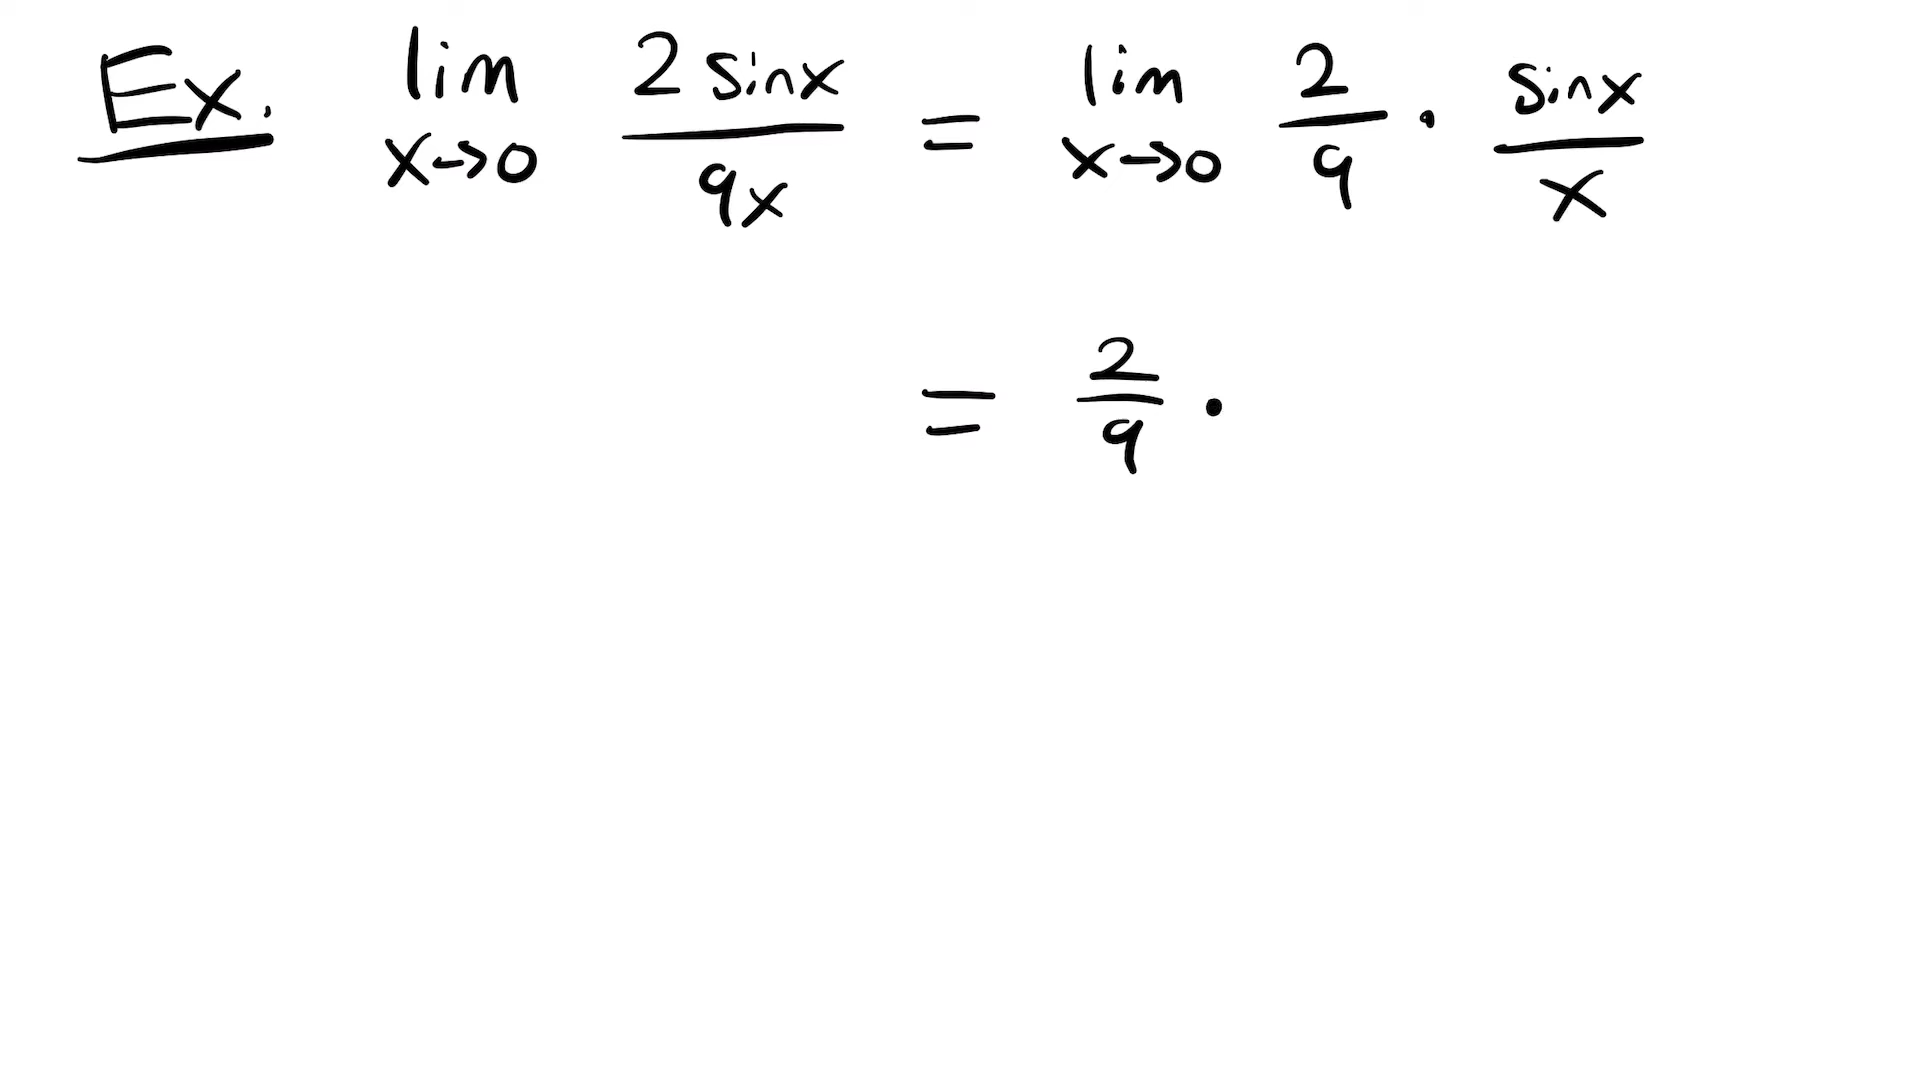 Ex. lim x→0 2 sinx / 9x = lim x→0 2/9 · sinx/x
= 2/9 ·